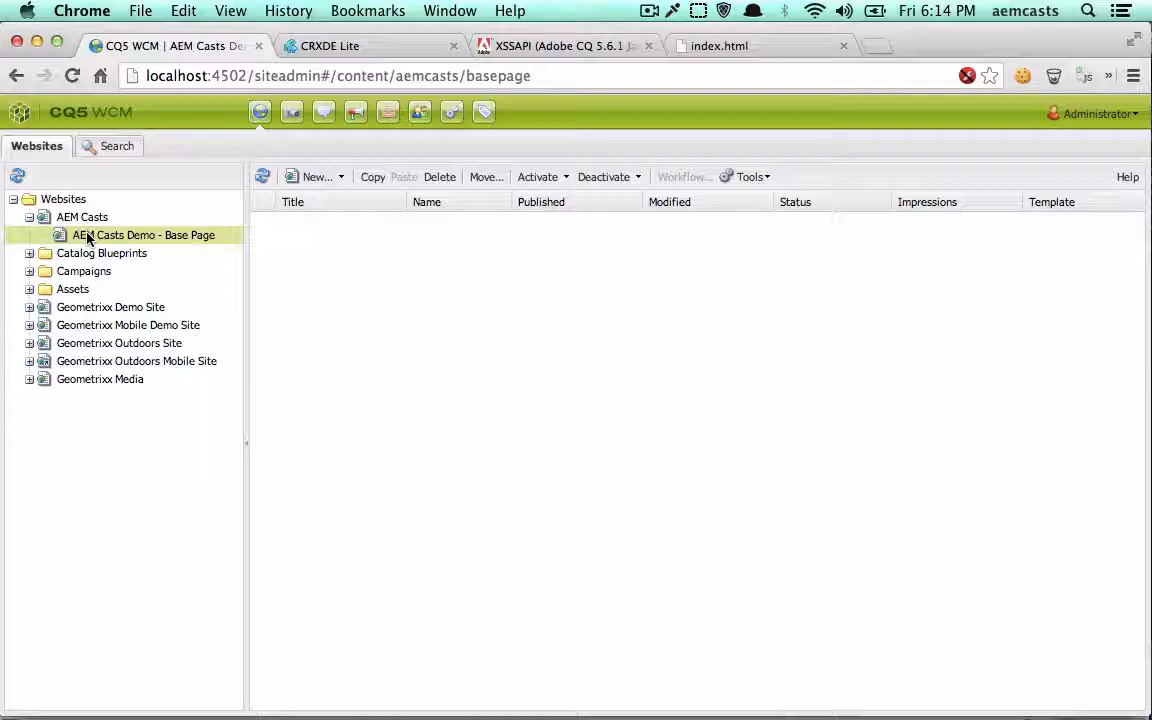 Chrome File Edit View History Bookmarks Window Help Fri 6:14 PM aemcasts
CQ5 WCM | AEM Casts De
CRXDE Lite
XSSAPI (Adobe CQ 5.6.1 Ja
index.html
localhost:4502/siteadmin#/content/aemcasts/basepage
js »
CQ5 WCM
Administrator
Websites Search
New... Copy Paste Delete Move... Activate Deactivate Workflow... Tools Help
Title Name Published Modified Status Impressions Template
Websites
AEM Casts
AEM Casts Demo - Base Page
Catalog Blueprints
Campaigns
Assets
Geometrixx Demo Site
Geometrixx Mobile Demo Site
Geometrixx Outdoors Site
Geometrixx Outdoors Mobile Site
Geometrixx Media